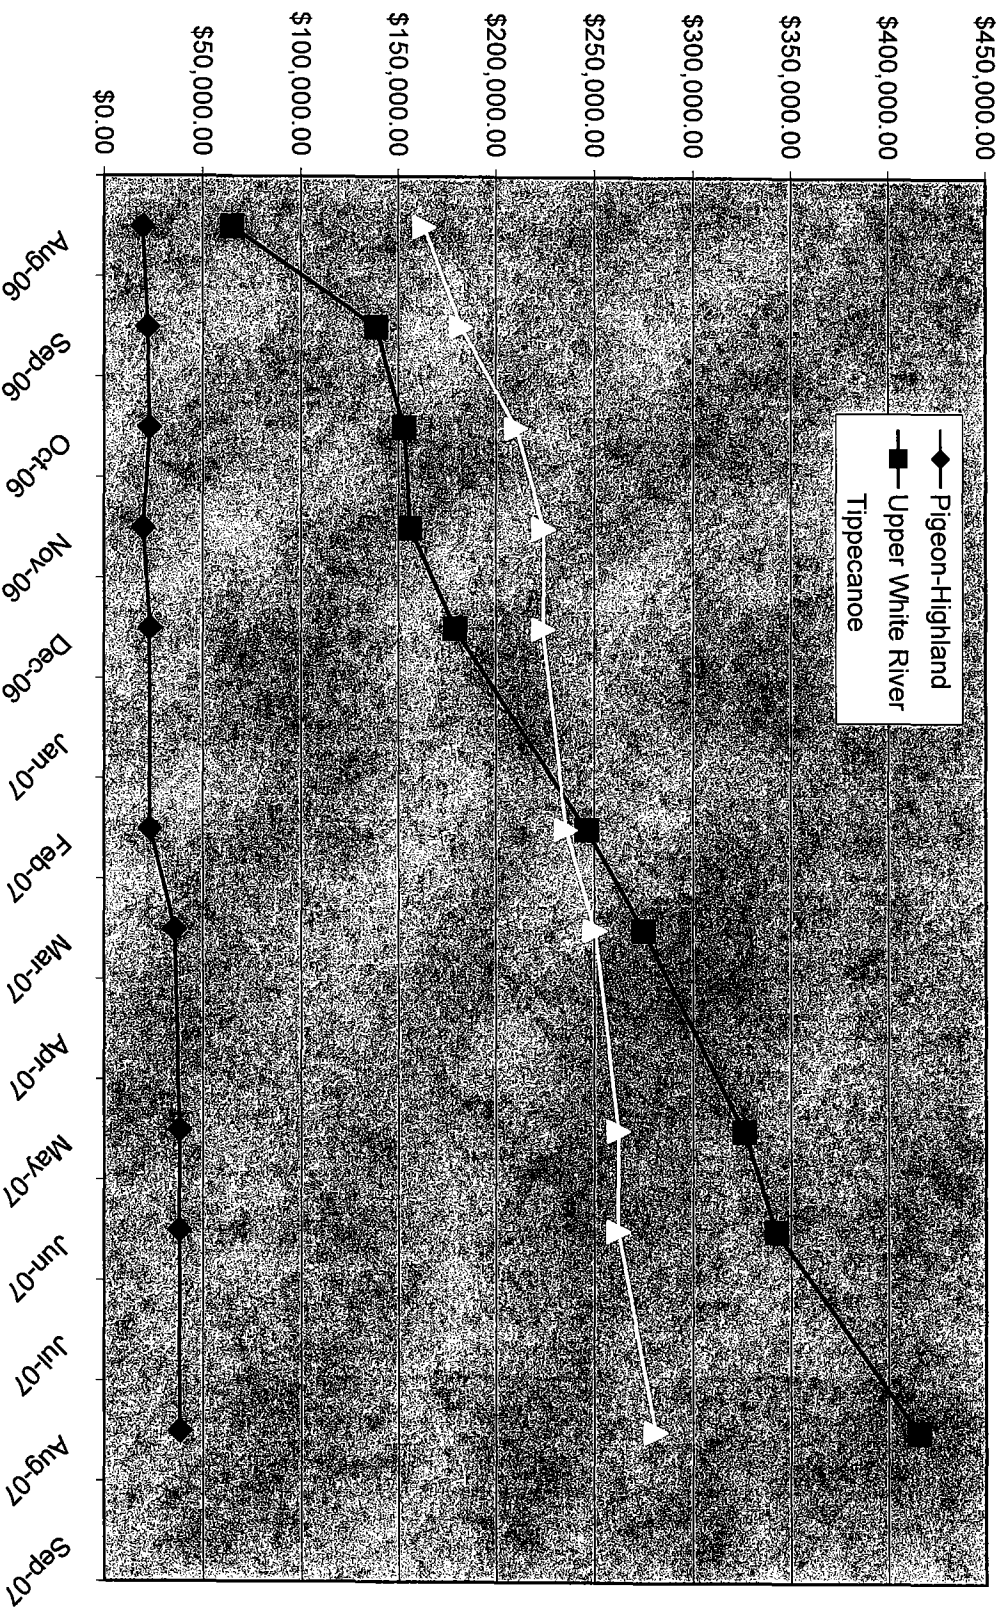 $450,000.00
$400,000.00
$350,000.00
$300,000.00
$250,000.00
$200,000.00
$150,000.00
$100,000.00
$50,000.00
$0.00
Pigeon-Highland
Upper White River
Tippecanoe
Aug-06
Sep-06
Oct-06
Nov-06
Dec-06
Jan-07
Feb-07
Mar-07
Apr-07
May-07
Jun-07
Jul-07
Aug-07
Sep-07